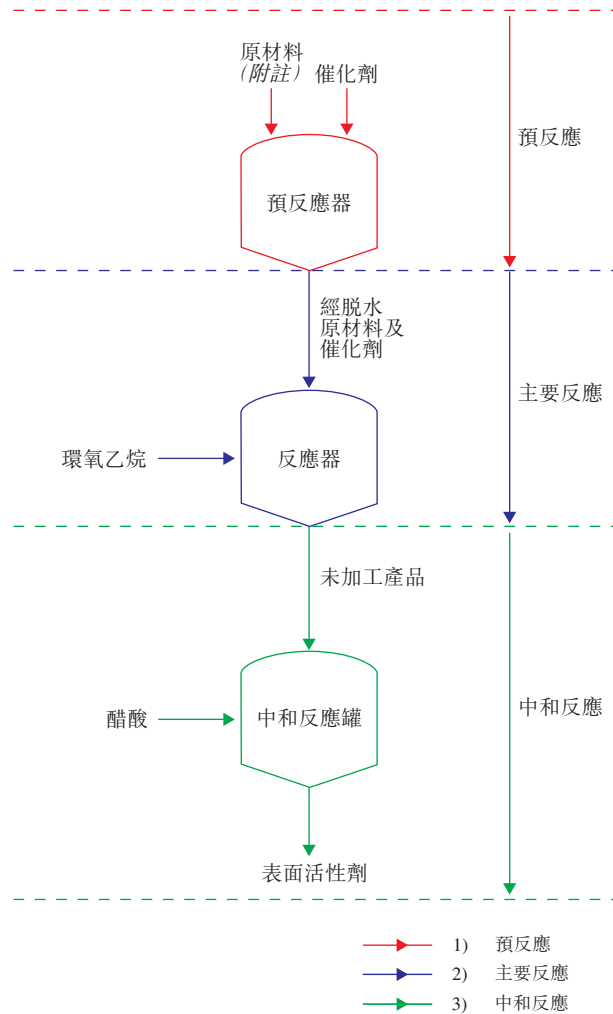 原材料
(附註) 催化劑
預反應
預反應器
經脫水
原材料及
催化劑
主要反應
環氧乙烷
反應器
未加工產品
中和反應
醋酸
中和反應罐
表面活性劑
1) 預反應
2) 主要反應
3) 中和反應